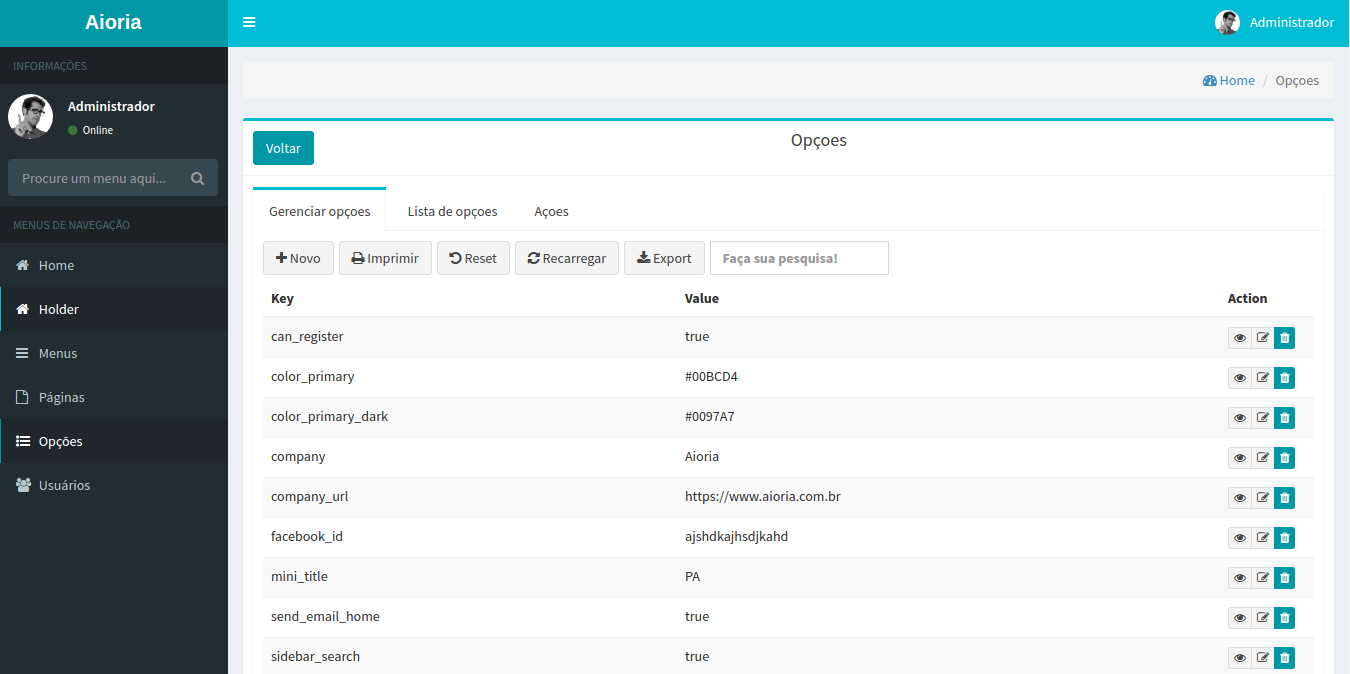 Aioria
Administrador
INFORMAÇÕES
Administrador
Online
Procure um menu aqui...
MENUS DE NAVEGAÇÃO
Home
Holder
Menus
Páginas
Opções
Usuários
Home / Opçoes
Voltar
Opçoes
Gerenciar opçoes Lista de opçoes Açoes
Novo Imprimir Reset Recarregar Export Faça sua pesquisa!
Key Value Action
can_register true
color_primary #00BCD4
color_primary_dark #0097A7
company Aioria
company_url https://www.aioria.com.br
facebook_id ajshdkajhsdjkahd
mini_title PA
send_email_home true
sidebar_search true